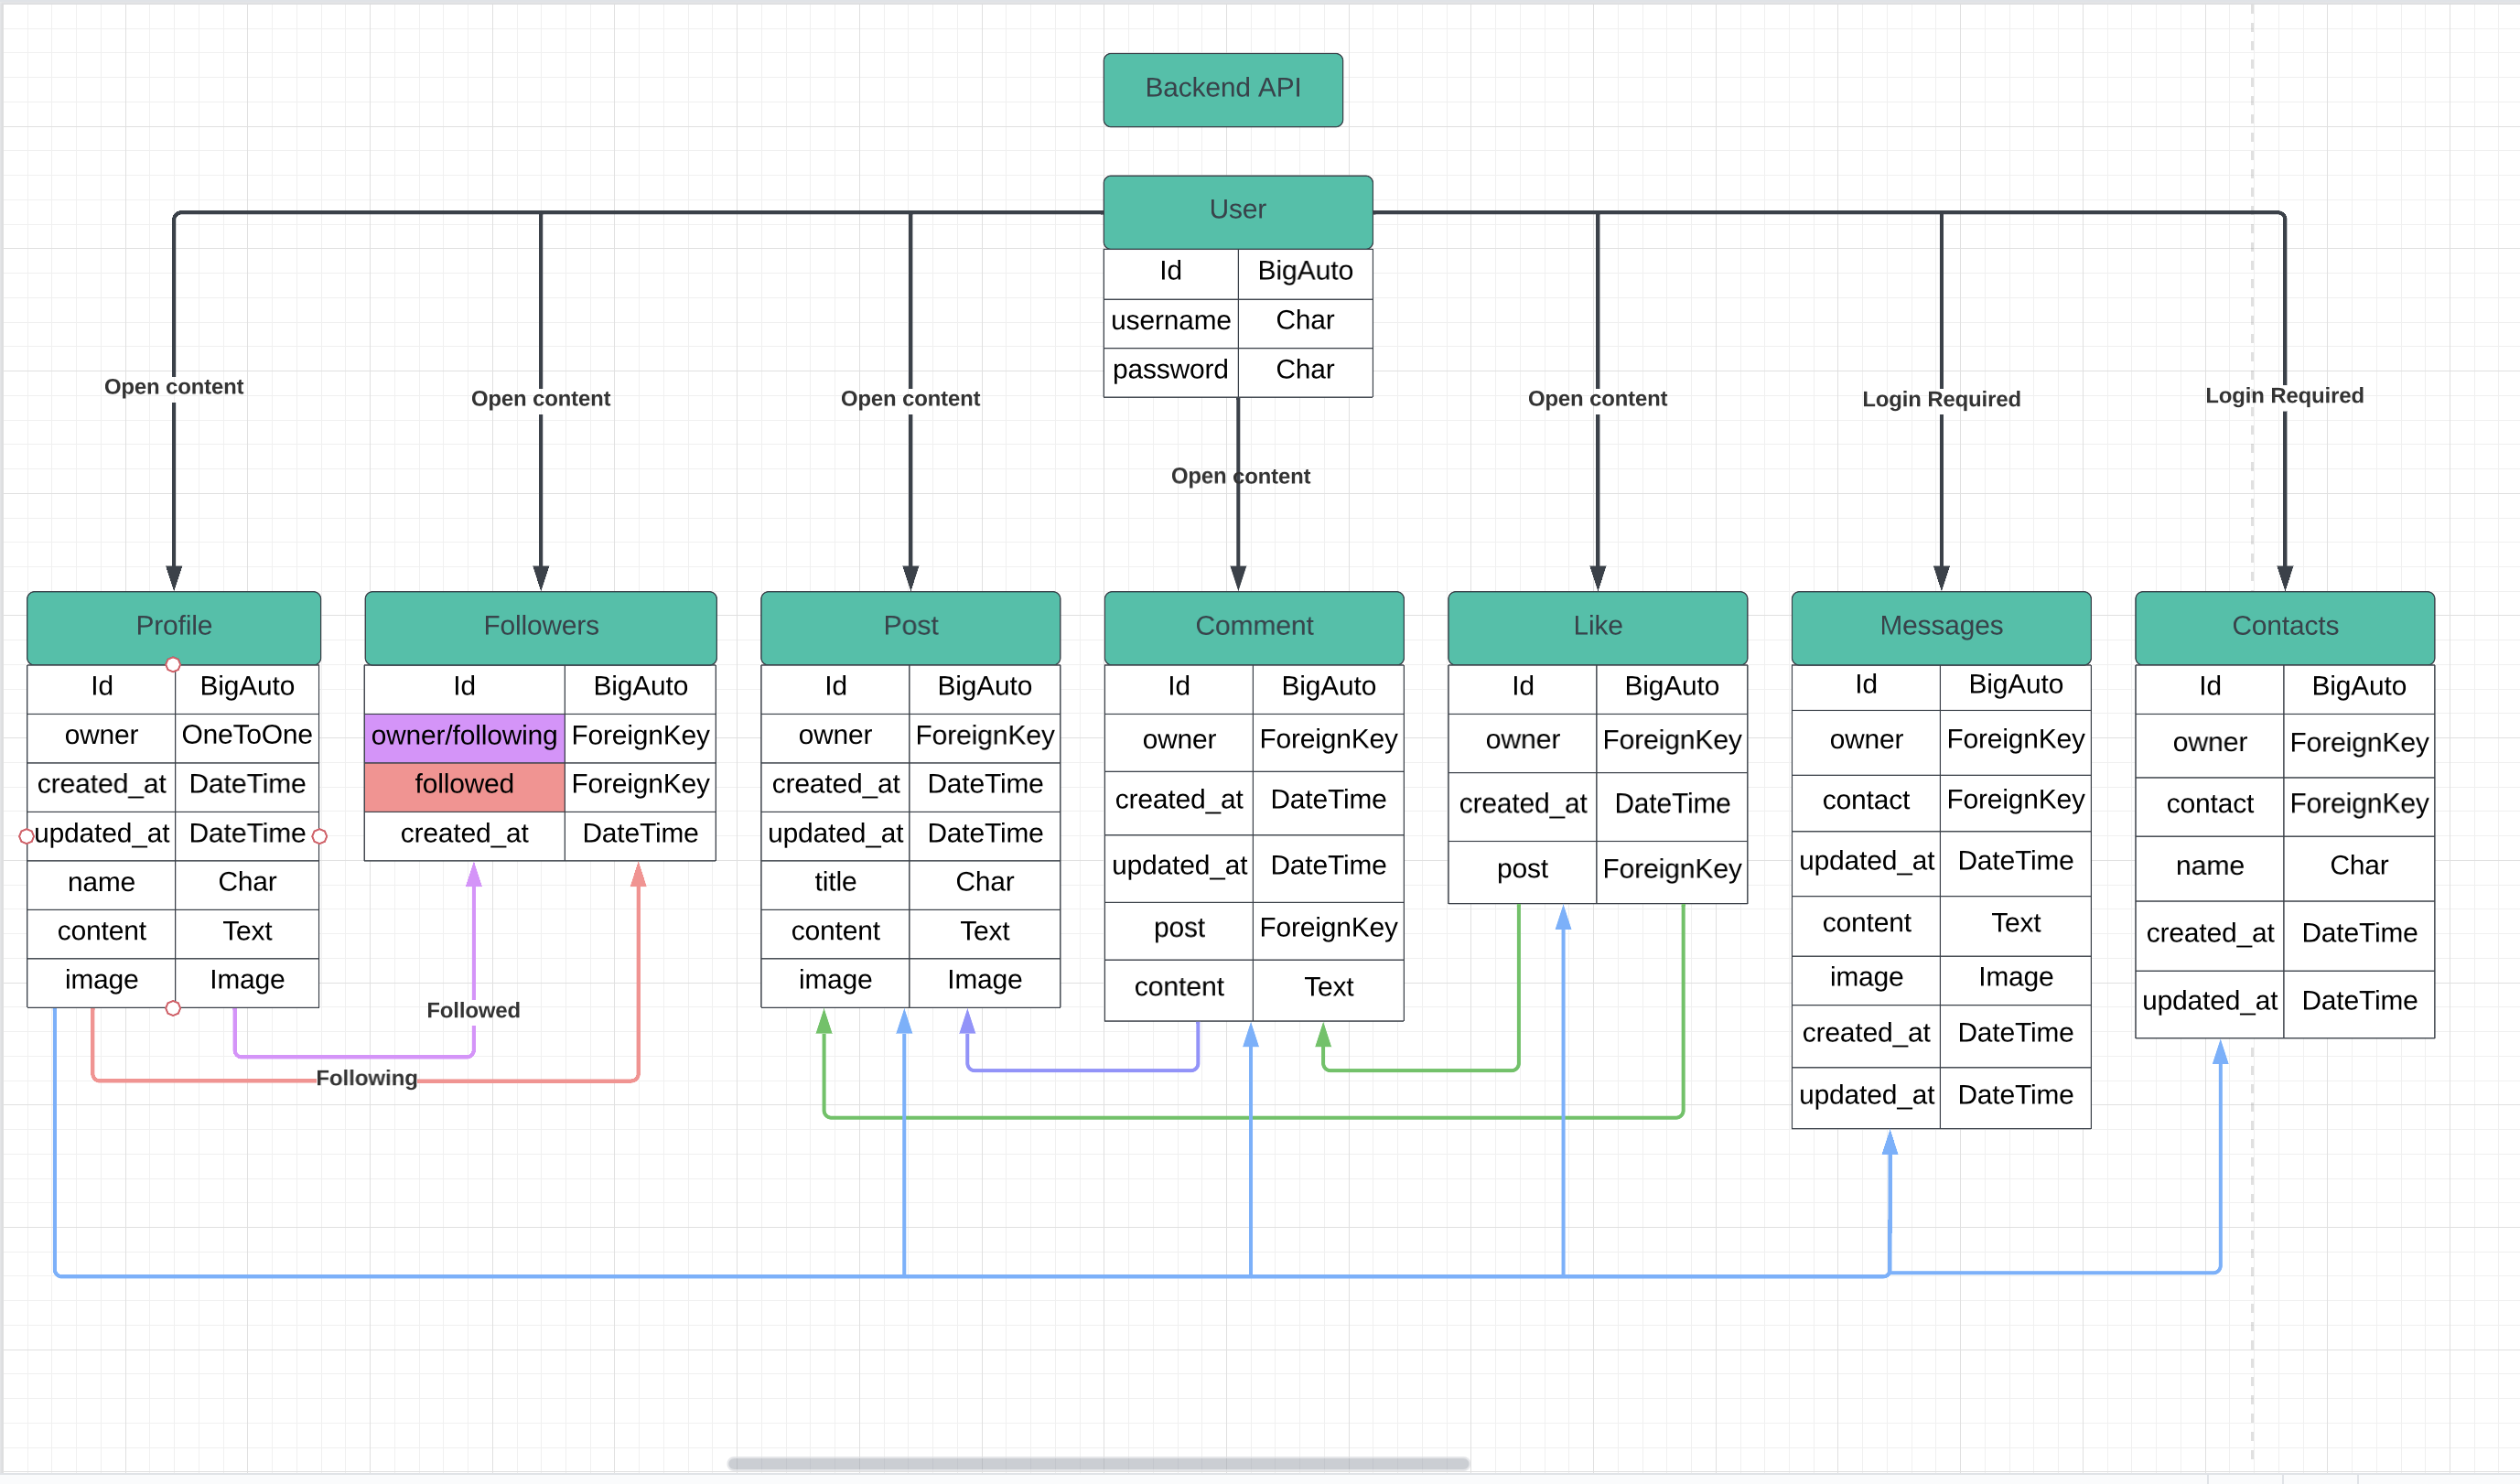 Backend API
User
Id BigAuto
username Char
password Char
Open content
Open content
Open content
Open content
Open content
Login Required
Login Required
Profile
Id BigAuto
owner OneToOne
created_at DateTime
updated_at DateTime
name Char
content Text
image Image
Followers
Id BigAuto
owner/following ForeignKey
followed ForeignKey
created_at DateTime
Followed
Following
Post
Id BigAuto
owner ForeignKey
created_at DateTime
updated_at DateTime
title Char
content Text
image Image
Comment
Id BigAuto
owner ForeignKey
created_at DateTime
updated_at DateTime
post ForeignKey
content Text
Like
Id BigAuto
owner ForeignKey
created_at DateTime
post ForeignKey
Messages
Id BigAuto
owner ForeignKey
contact ForeignKey
updated_at DateTime
content Text
image Image
created_at DateTime
updated_at DateTime
Contacts
Id BigAuto
owner ForeignKey
contact ForeignKey
name Char
created_at DateTime
updated_at DateTime